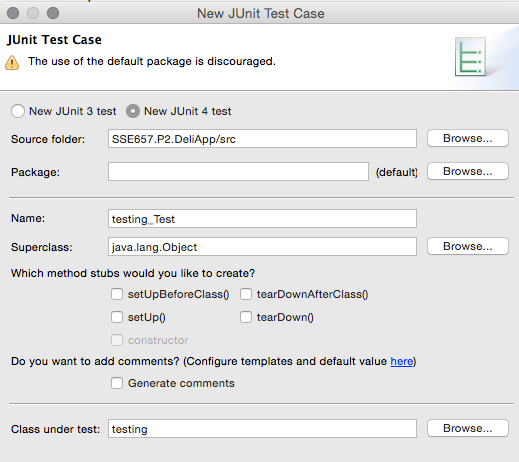 New JUnit Test Case
JUnit Test Case
The use of the default package is discouraged.
New JUnit 3 test New JUnit 4 test
Source folder: SSE657.P2.DeliApp/src Browse...
Package: (default) Browse...
Name: testing_Test
Superclass: java.lang.Object Browse...
Which method stubs would you like to create?
setUpBeforeClass() tearDownAfterClass()
setUp() tearDown()
constructor
Do you want to add comments? (Configure templates and default value here)
Generate comments
Class under test: testing Browse...